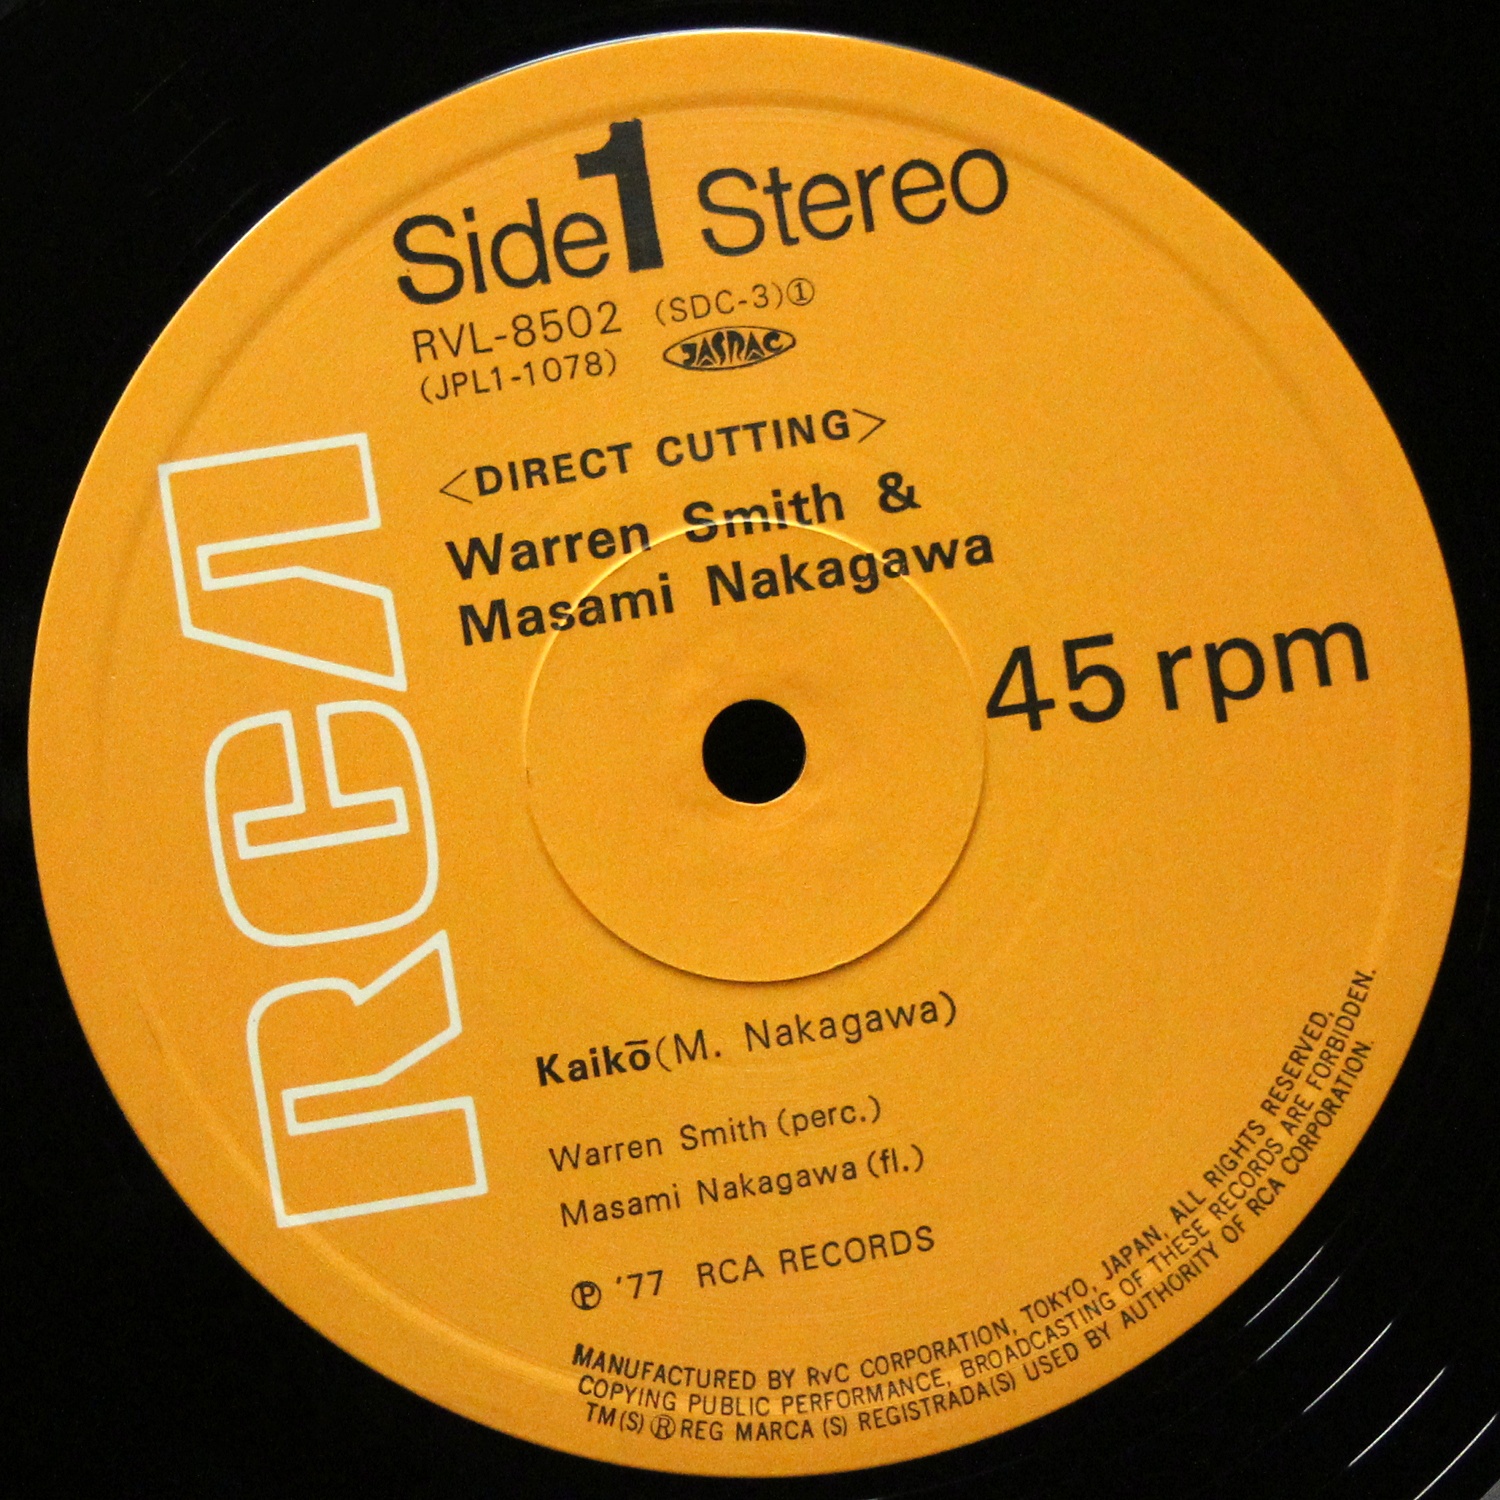 Side 1 Stereo
RVL-8502 (SDC-3)①
(JPL1-1078) JASRAC
<DIRECT CUTTING>
Warren Smith &
Masami Nakagawa
45 rpm
RCA
Kaikō (M. Nakagawa)
Warren Smith (perc.)
Masami Nakagawa (fl.)
Ⓟ '77 RCA RECORDS
MANUFACTURED BY RvC CORPORATION, TOKYO, JAPAN, ALL RIGHTS RESERVED,
COPYING PUBLIC PERFORMANCE, BROADCASTING OF THESE RECORDS ARE FORBIDDEN.
TM(S) ® REG MARCA (S) REGISTRADA(S) USED BY AUTHORITY OF RCA CORPORATION.